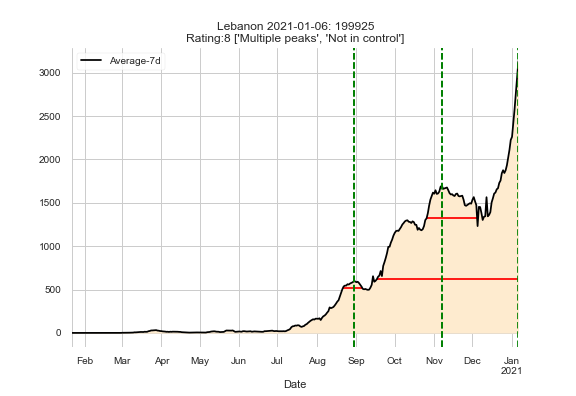 Lebanon 2021-01-06: 199925
Rating:8 ['Multiple peaks', 'Not in control']
Average-7d
3000
2500
2000
1500
1000
500
0
Feb Mar Apr May Jun Jul Aug Sep Oct Nov Dec Jan
2021
Date